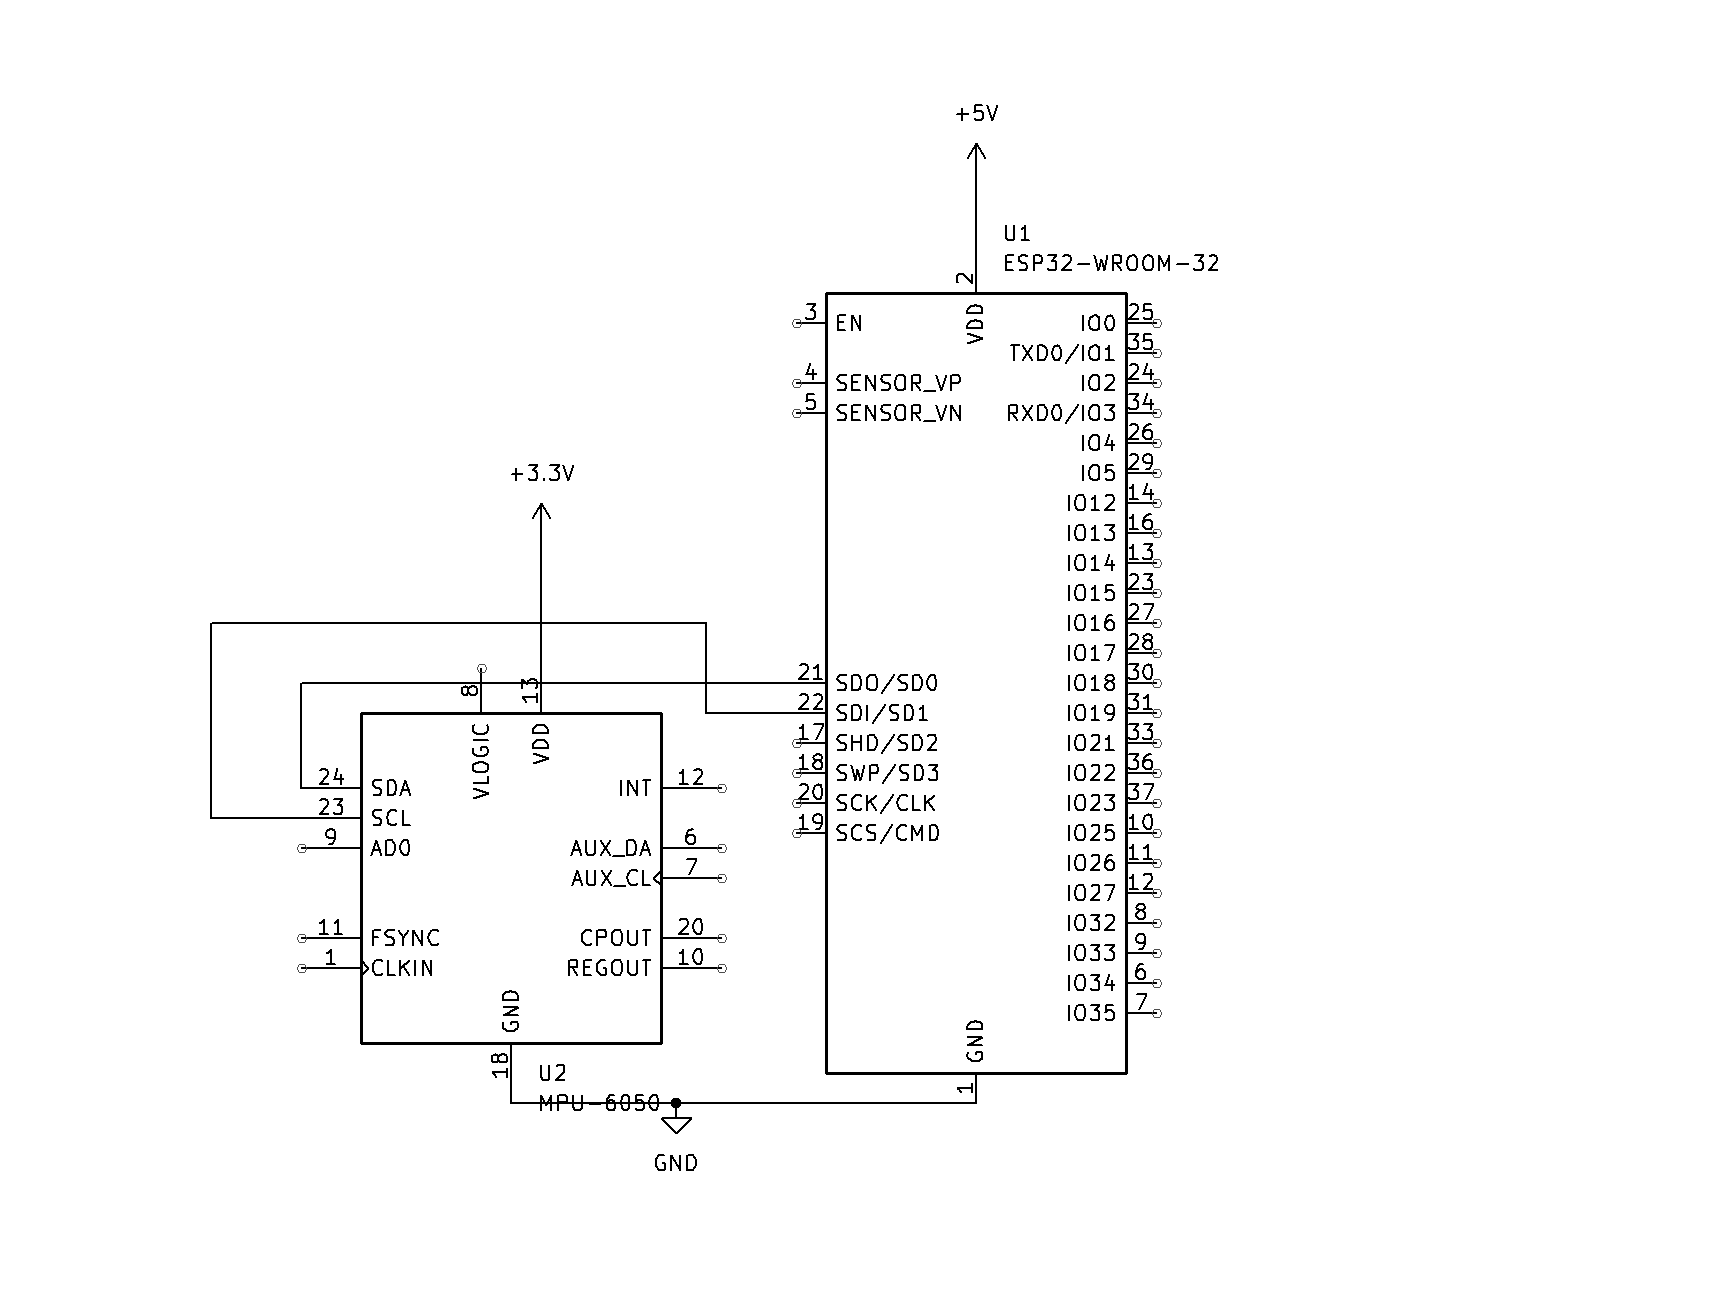 +5V
U1
ESP32-WROOM-32
2
VDD
3
EN
4
SENSOR_VP
5
SENSOR_VN
IO0
25
TXD0/IO1
35
IO2
24
RXD0/IO3
34
IO4
26
IO5
29
IO12
14
IO13
16
IO14
13
IO15
23
IO16
27
IO17
28
IO18
30
IO19
31
IO21
33
IO22
36
IO23
37
IO25
10
IO26
11
IO27
12
IO32
8
IO33
9
IO34
6
IO35
7
21
SDO/SD0
22
SDI/SD1
17
SHD/SD2
18
SWP/SD3
20
SCK/CLK
19
SCS/CMD
GND
1
+3.3V
8
VLOGIC
13
VDD
24
SDA
23
SCL
9
AD0
11
FSYNC
1
CLKIN
INT
12
AUX_DA
6
AUX_CL
7
CPOUT
20
REGOUT
10
GND
18
U2
MPU-6050
GND